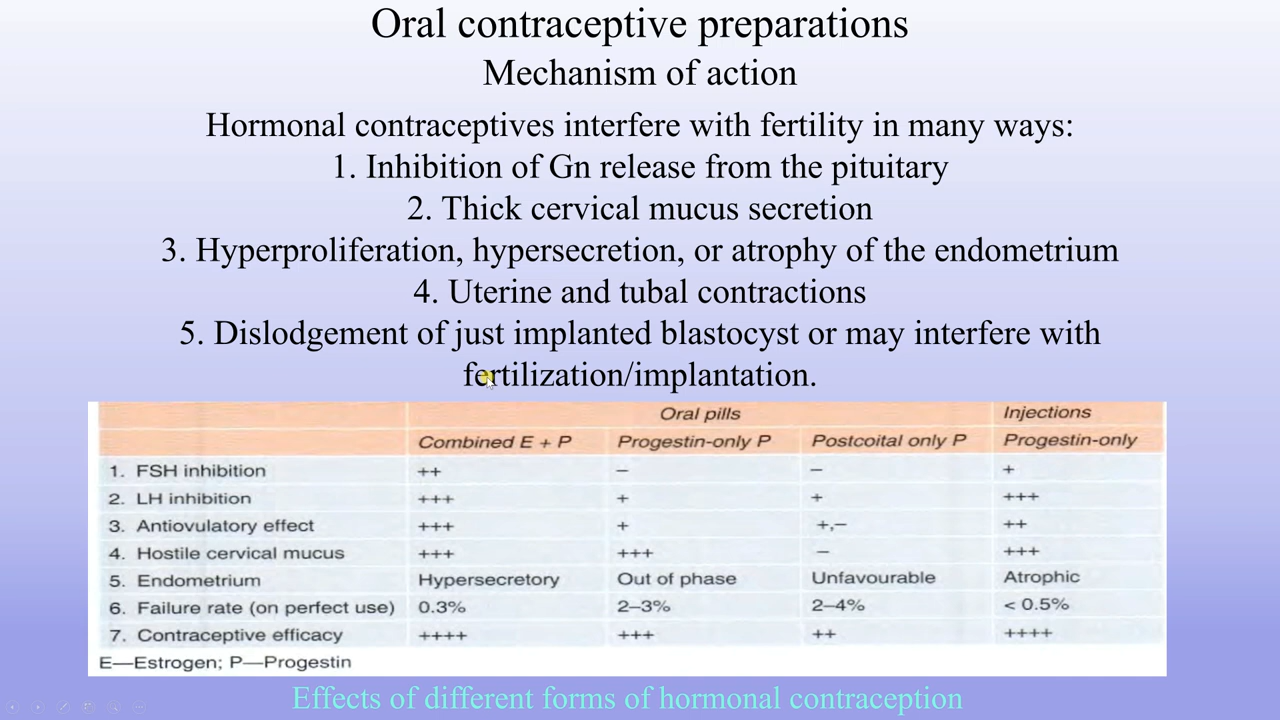 Oral contraceptive preparations
Mechanism of action
Hormonal contraceptives interfere with fertility in many ways:
1. Inhibition of Gn release from the pituitary
2. Thick cervical mucus secretion
3. Hyperproliferation, hypersecretion, or atrophy of the endometrium
4. Uterine and tubal contractions
5. Dislodgement of just implanted blastocyst or may interfere with
fertilization/implantation.
Oral pills Injections
Combined E + P Progestin-only P Postcoital only P Progestin-only
1. FSH inhibition ++ – – +
2. LH inhibition +++ + + +++
3. Antiovulatory effect +++ + +,– ++
4. Hostile cervical mucus +++ +++ – +++
5. Endometrium Hypersecretory Out of phase Unfavourable Atrophic
6. Failure rate (on perfect use) 0.3% 2–3% 2–4% < 0.5%
7. Contraceptive efficacy ++++ +++ ++ ++++
E—Estrogen; P—Progestin
Effects of different forms of hormonal contraception